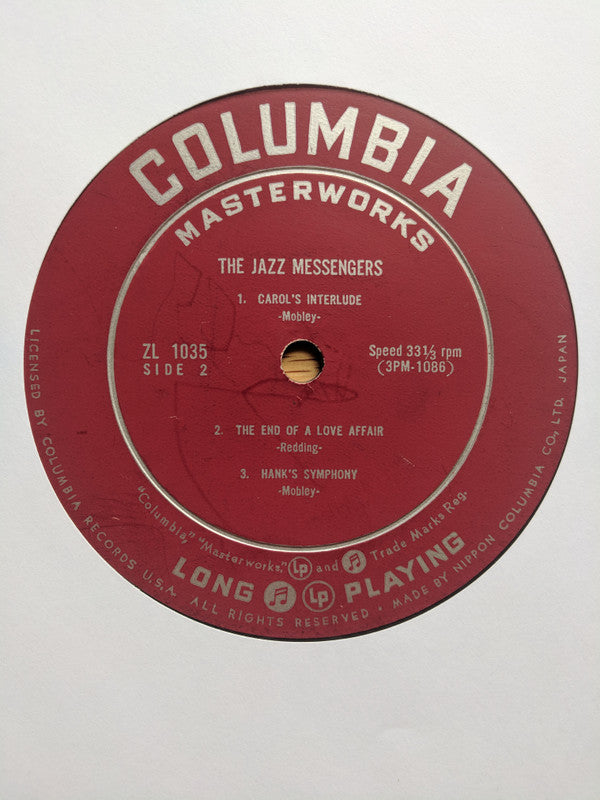 COLUMBIA
MASTERWORKS
THE JAZZ MESSENGERS
1. CAROL'S INTERLUDE
-Mobley-
ZL 1035
SIDE 2
Speed 33⅓ rpm
(3PM-1086)
2. THE END OF A LOVE AFFAIR
-Redding-
3. HANK'S SYMPHONY
-Mobley-
"Columbia," "Masterworks," LP and Trade Marks Reg.
LONG LP PLAYING
LICENSED BY COLUMBIA RECORDS U.S.A. ALL RIGHTS RESERVED • MADE BY NIPPON COLUMBIA CO., LTD. JAPAN